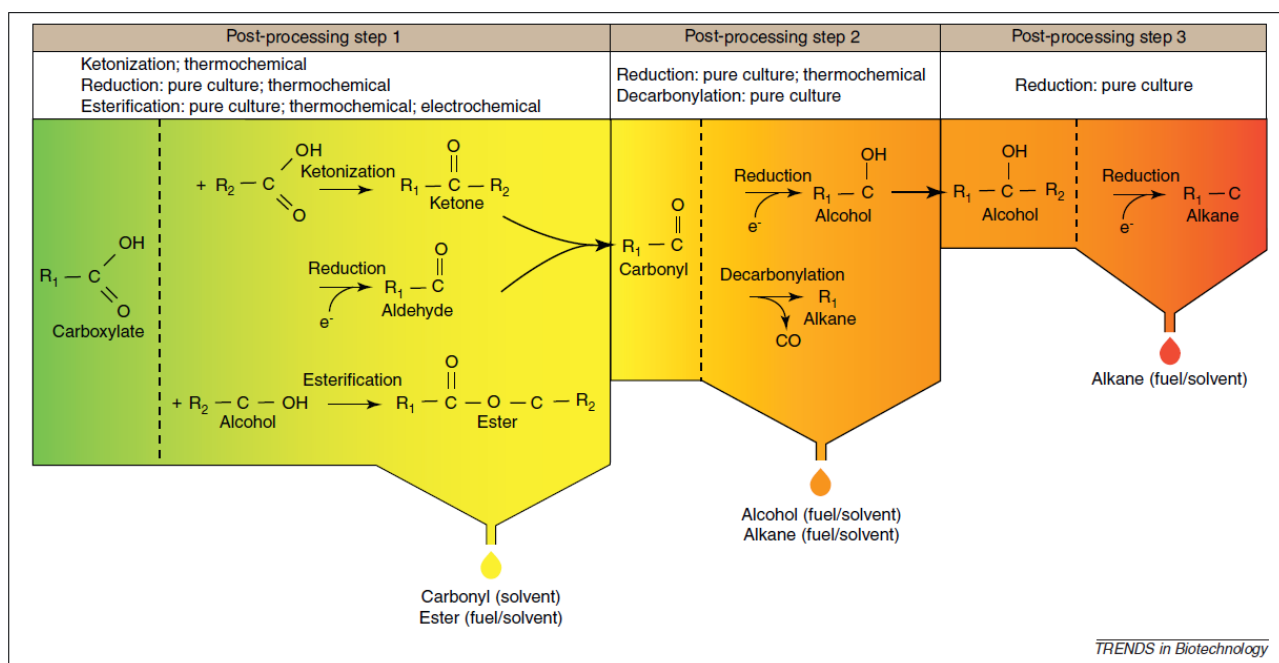 Post-processing step 1
Post-processing step 2
Post-processing step 3
Ketonization; thermochemical
Reduction: pure culture; thermochemical
Esterification: pure culture; thermochemical; electrochemical
Reduction: pure culture; thermochemical
Decarbonylation: pure culture
Reduction: pure culture
R1 – C
OH
O
Carboxylate
+ R2 – C
OH
O
Ketonization
O
R1 – C – R2
Ketone
Reduction
e-
O
R1 – C
Aldehyde
+ R2 – C – OH
Alcohol
Esterification
O
R1 – C – O – C – R2
Ester
O
R1 – C
Carbonyl
Reduction
e-
OH
R1 – C
Alcohol
Decarbonylation
R1
Alkane
CO
OH
R1 – C – R2
Alcohol
Reduction
e-
R1 – C
Alkane
Carbonyl (solvent)
Ester (fuel/solvent)
Alcohol (fuel/solvent)
Alkane (fuel/solvent)
Alkane (fuel/solvent)
TRENDS in Biotechnology